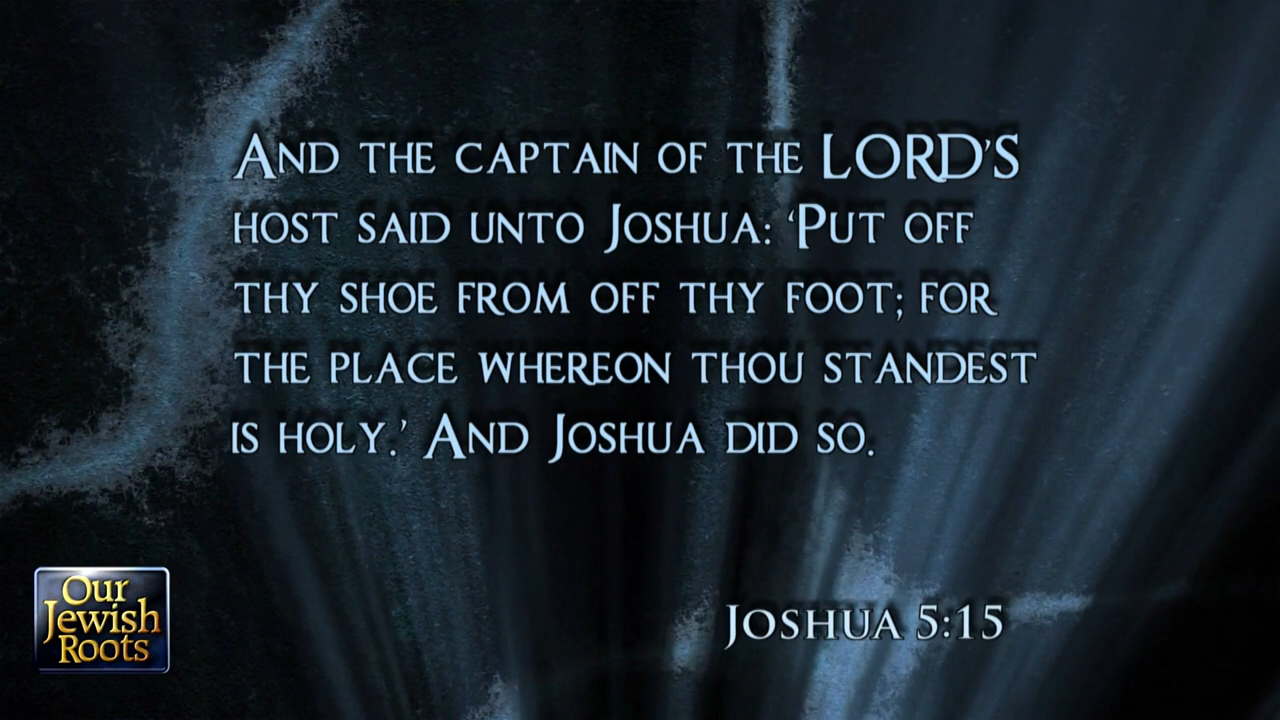 And the captain of the LORD's
host said unto Joshua: ‘Put off
thy shoe from off thy foot; for
the place whereon thou standest
is holy.’ And Joshua did so.
Joshua 5:15
Our
Jewish
Roots